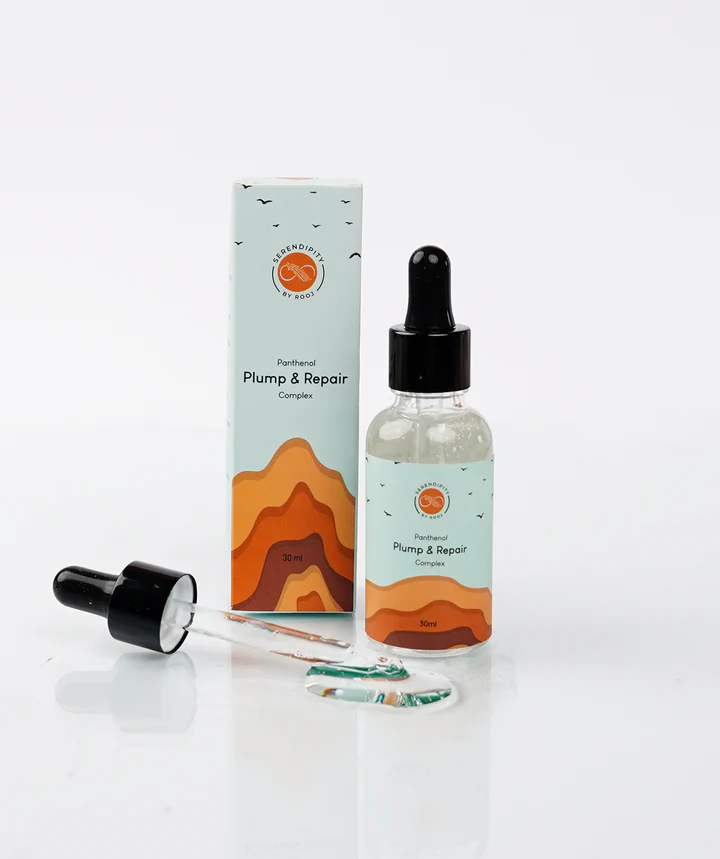 SERENDIPITY
BY ROOJ
Panthenol
Plump & Repair
Complex
30 ml
SERENDIPITY
BY ROOJ
Panthenol
Plump & Repair
Complex
30ml